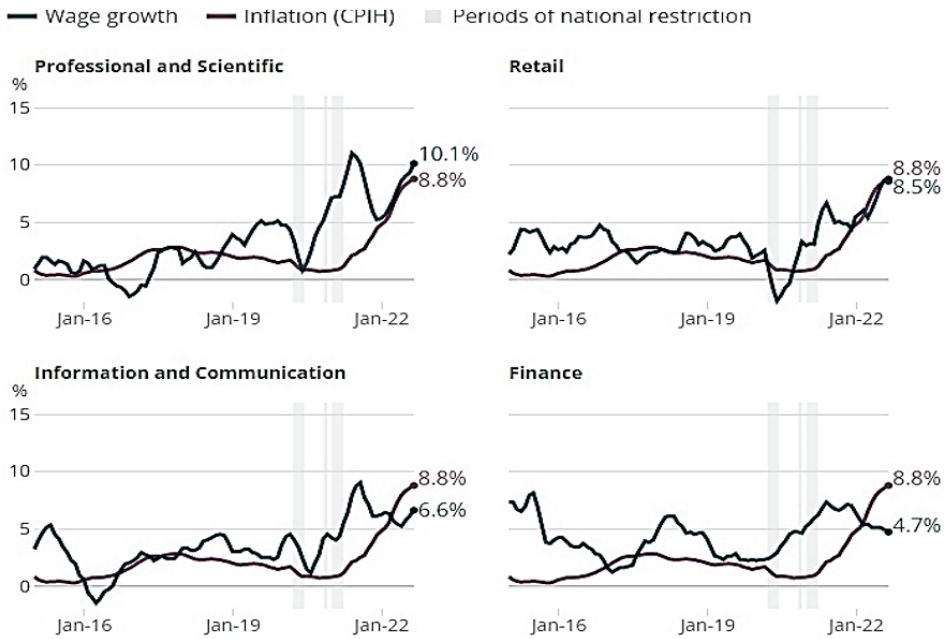 Wage growth Inflation (CPIH) Periods of national restriction
Professional and Scientific
%
15
10
5
0
10.1%
8.8%
Jan-16 Jan-19 Jan-22
Retail
8.8%
8.5%
Jan-16 Jan-19 Jan-22
Information and Communication
%
15
10
5
0
8.8%
6.6%
Jan-16 Jan-19 Jan-22
Finance
8.8%
4.7%
Jan-16 Jan-19 Jan-22